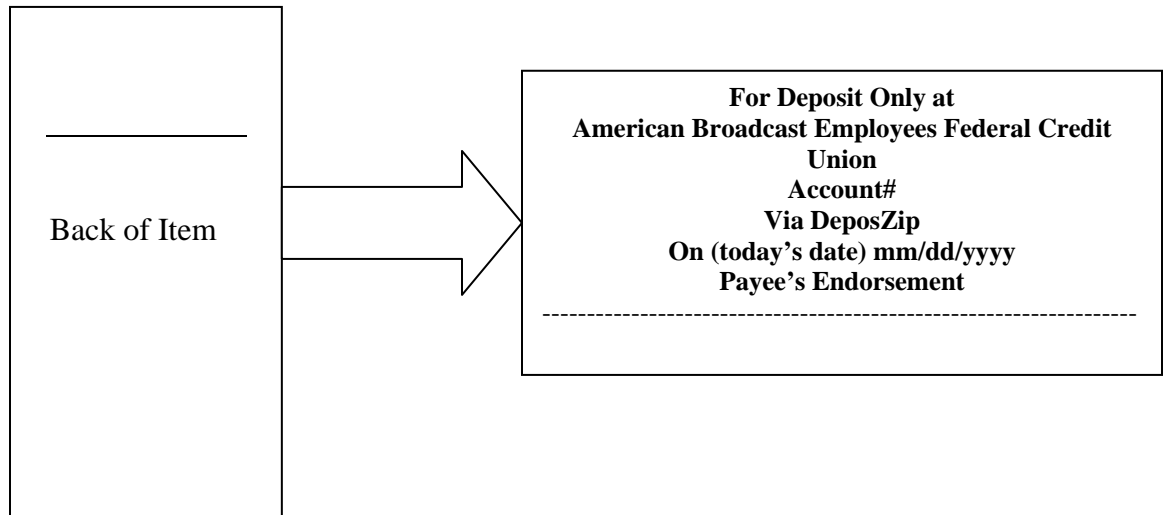 Back of Item
For Deposit Only at
American Broadcast Employees Federal Credit
Union
Account#
Via DeposZip
On (today’s date) mm/dd/yyyy
Payee’s Endorsement